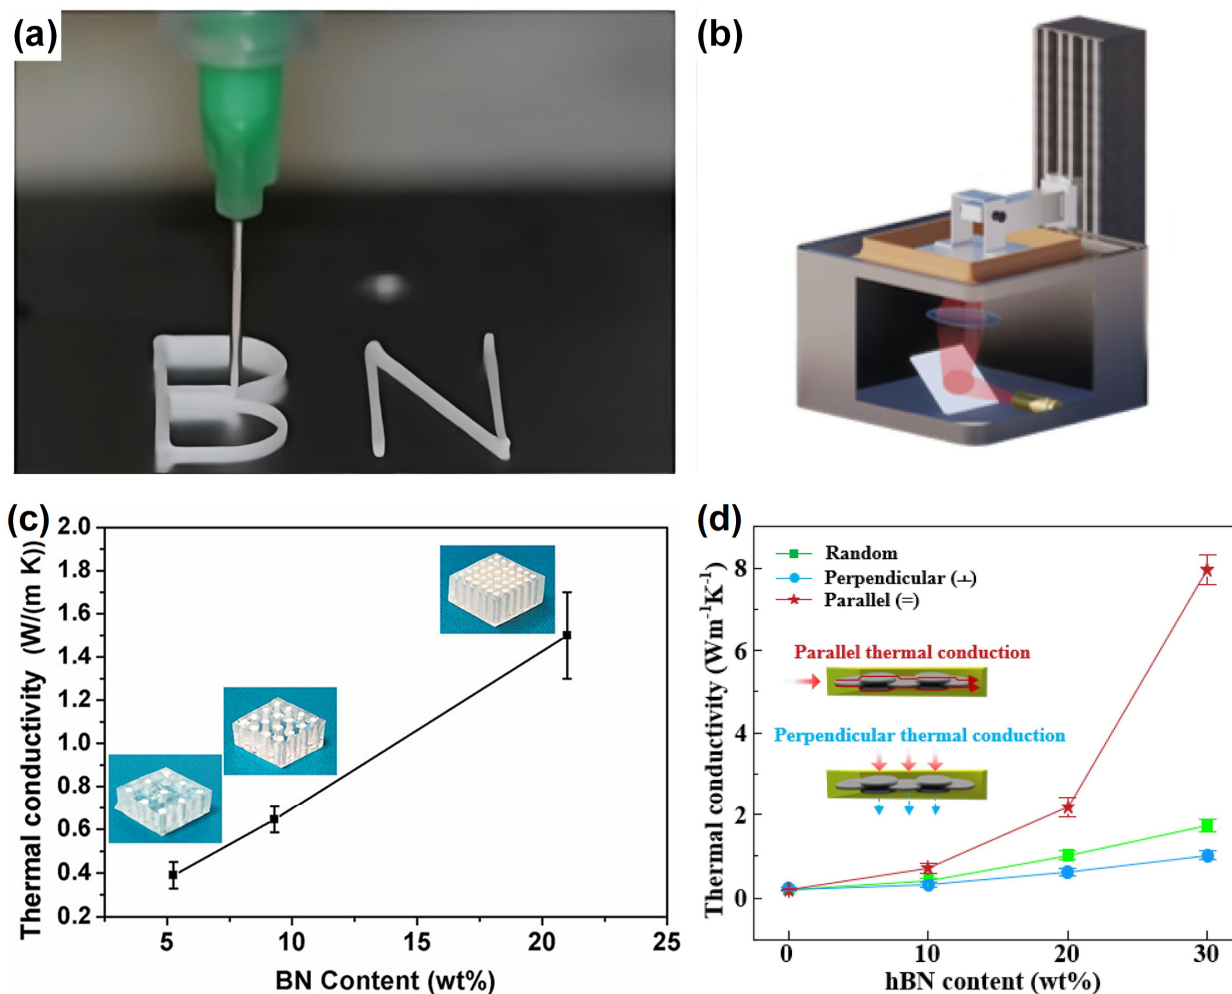 (a)
(b)
B N
(c)
2.0
1.8
1.6
1.4
1.2
1.0
0.8
0.6
0.4
0.2
Thermal conductivity (W/(m K))
5
10
15
20
25
BN Content (wt%)
(d)
Random
Perpendicular (⊥)
Parallel (=)
Parallel thermal conduction
Perpendicular thermal conduction
8
6
4
2
0
Thermal conductivity (Wm⁻¹K⁻¹)
0
10
20
30
hBN content (wt%)